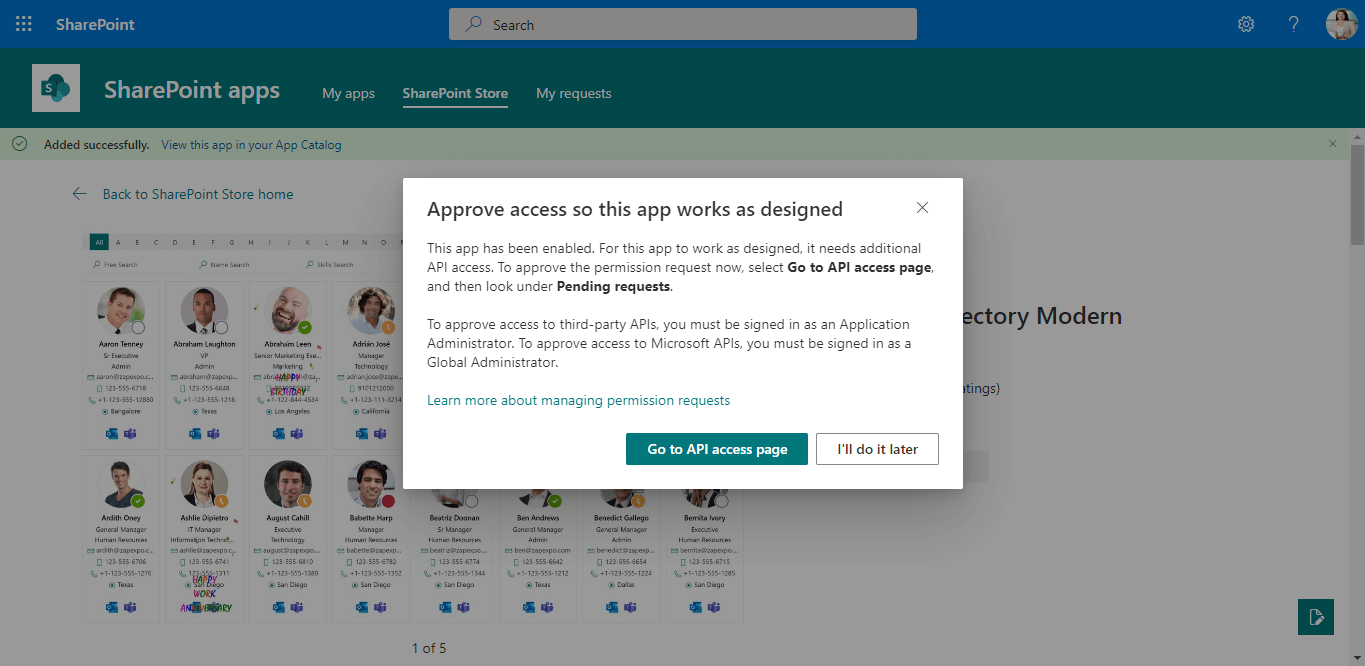 SharePoint
Search
?
S
SharePoint apps
My apps
SharePoint Store
My requests
Added successfully. View this app in your App Catalog
Back to SharePoint Store home
Approve access so this app works as designed
This app has been enabled. For this app to work as designed, it needs additional
API access. To approve the permission request now, select Go to API access page,
and then look under Pending requests.
To approve access to third-party APIs, you must be signed in as an Application
Administrator. To approve access to Microsoft APIs, you must be signed in as a
Global Administrator.
Learn more about managing permission requests
Go to API access page
I'll do it later
ectory Modern
atings)
All A B C D E F G H I J K L M N O
Free Search
Name Search
Skills Search
Aaron Tenney
Sr Executive
Admin
aaron@zapexpo.c...
123-555-6718
+1-123-555-12880
Bangalore
Abraham Laughton
VP
Admin
abraham@zapexp...
123-555-6648
+1-123-555-1218
Texas
Abraham Leen
Senior Marketing Exe...
Marketing
HAPPY
BIRTHDAY
+1-122-844-4534
Los Angeles
Adrián José
Manager
Technology
adrian.jose@zape...
9101212000
+1-123-111-3214
California
Ardith Oney
General Manager
Human Resources
ardith@zapexpo.c...
123-555-6706
+1-123-555-1276
Texas
Ashlie Dipietro
IT Manager
Information Technol
ashlie@zapexpo...
123-555-6741
HAPPY
WORK
ANNIVERSARY
San Diego
August Cahill
Executive
Technology
august@zapexpo...
123-555-6810
+1-123-555-1380
San Diego
Babette Harp
Manager
Human Resources
babette@zapexpo...
123-555-6782
+1-123-555-1352
San Diego
Beatriz Doonan
Sr Manager
Human Resources
beatriz@zapexpo...
123-555-6774
+1-123-555-1344
San Diego
Ben Andrews
General Manager
Admin
ben@zapexpo.com
123-555-6642
+1-123-555-1212
Texas
Benedict Gallego
General Manager
Admin
benedict@zapexp...
123-555-6654
+1-123-555-1224
Dallas
Bernita Ivory
Executive
Human Resources
bernita@zapexpo...
123-555-6715
+1-123-555-1285
San Diego
1 of 5